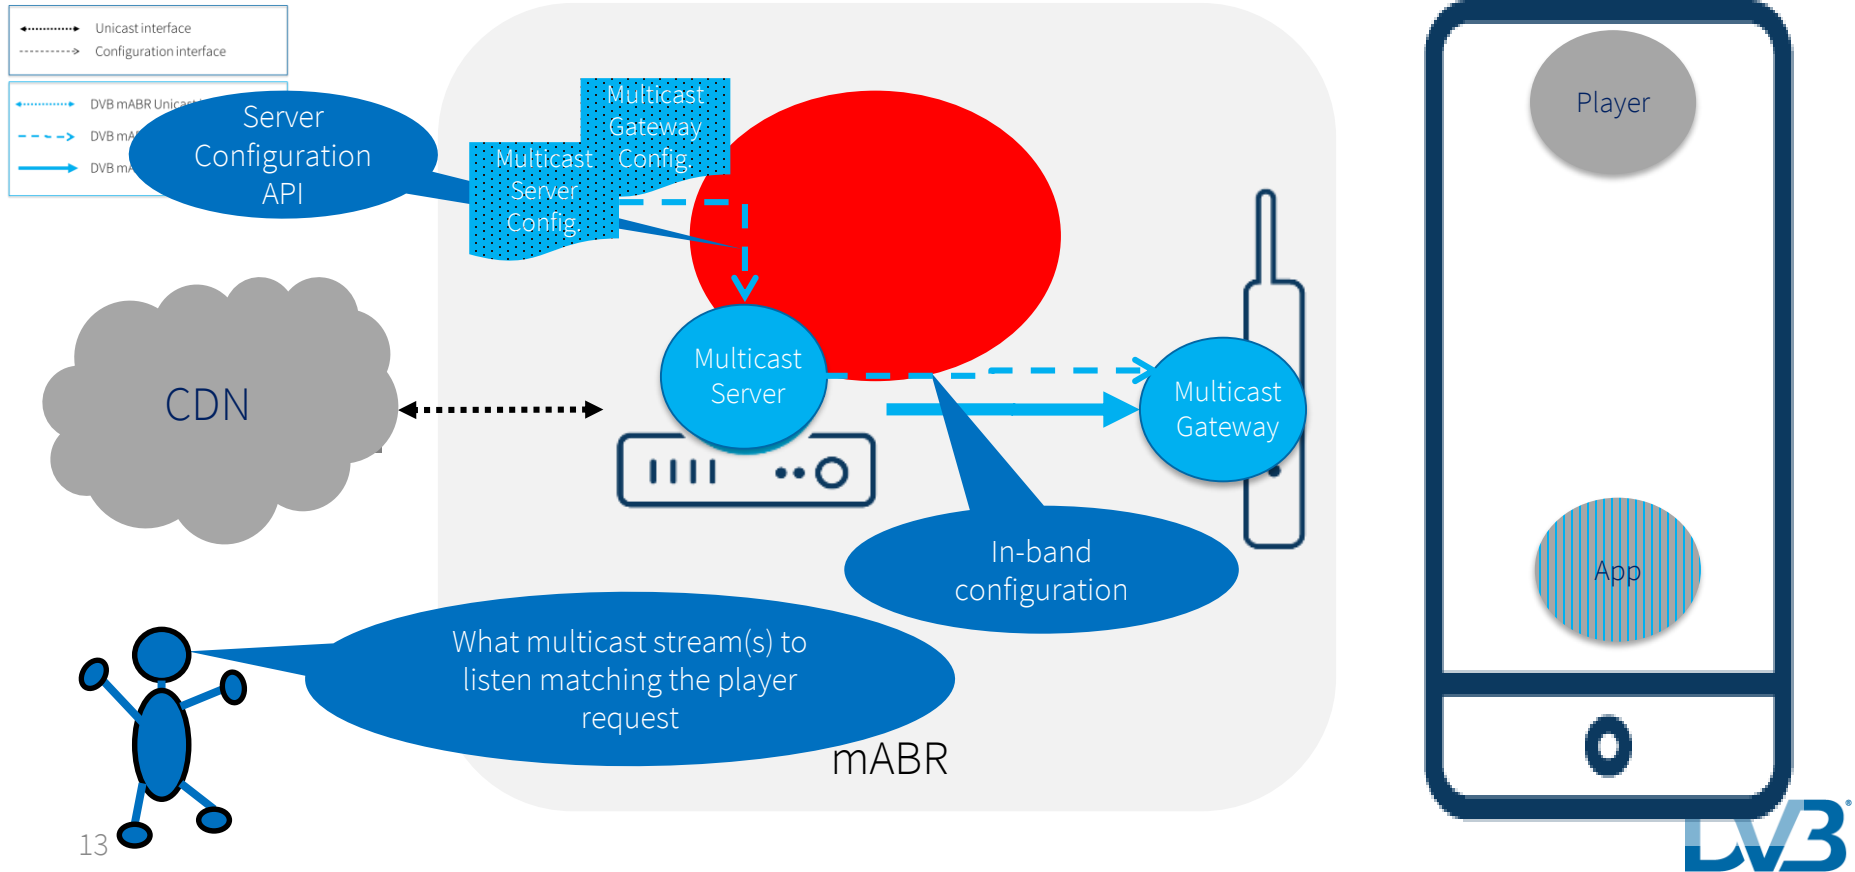 Unicast interface
Configuration interface
DVB mABR Unicast
DVB
DVB
Server
Configuration
API
Multicast
Gateway
Config.
Multicast
Server
Config.
Player
CDN
Multicast
Server
Multicast
Gateway
In-band
configuration
App
What multicast stream(s) to
listen matching the player
request
mABR
13
DVB